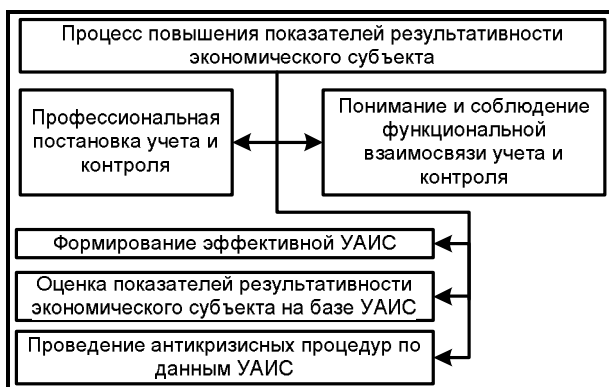 Процесс повышения показателей результативности
экономического субъекта
Профессиональная
постановка учета и
контроля
Понимание и соблюдение
функциональной
взаимосвязи учета и
контроля
Формирование эффективной УАИС
Оценка показателей результативности
экономического субъекта на базе УАИС
Проведение антикризисных процедур по
данным УАИС